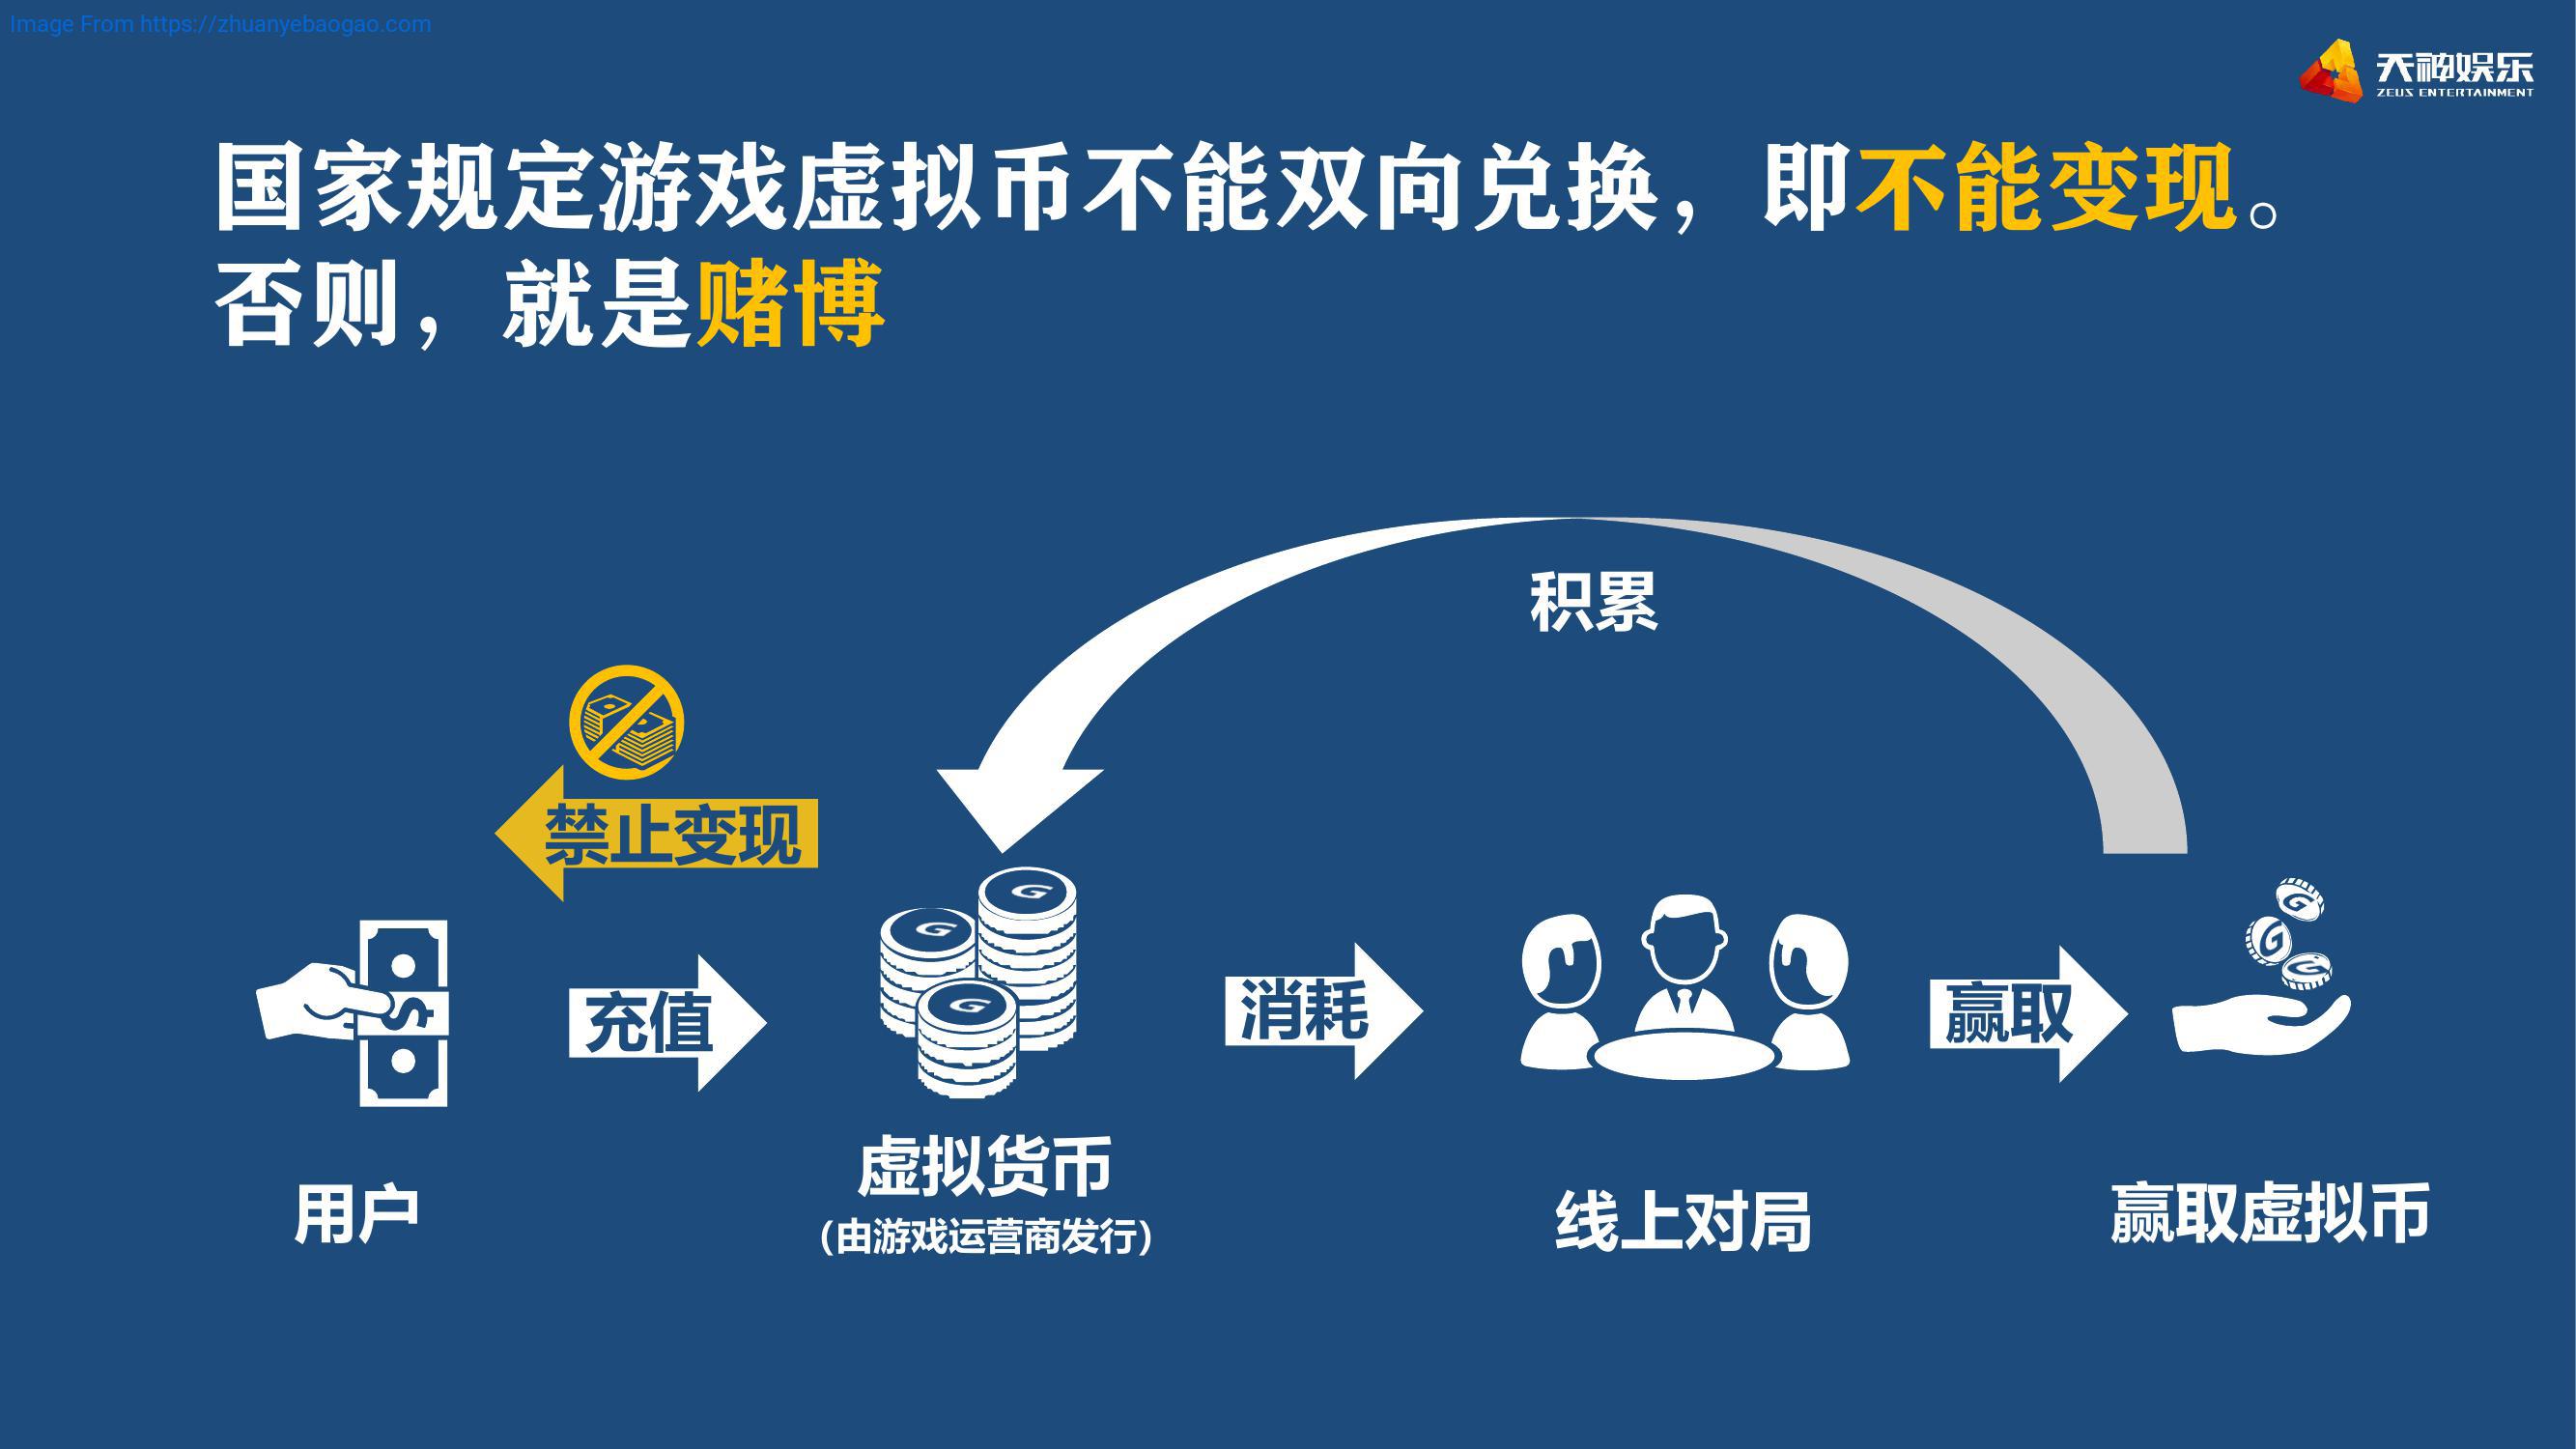 Image From https://zhuanyebaogao.com
天神娱乐
ZEUS ENTERTAINMENT
国家规定游戏虚拟币不能双向兑换，即不能变现。
否则，就是赌博
积累
禁止变现
充值
消耗
赢取
用户
虚拟货币
（由游戏运营商发行）
线上对局
赢取虚拟币
$
G
G
G
G
G
G